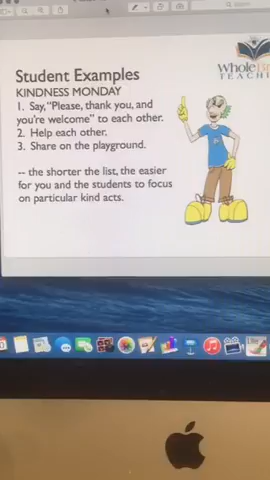 Student Examples
KINDNESS MONDAY
1. Say, "Please, thank you, and
you're welcome" to each other.
2. Help each other.
3. Share on the playground.
-- the shorter the list, the easier
for you and the students to focus
on particular kind acts.
Whole